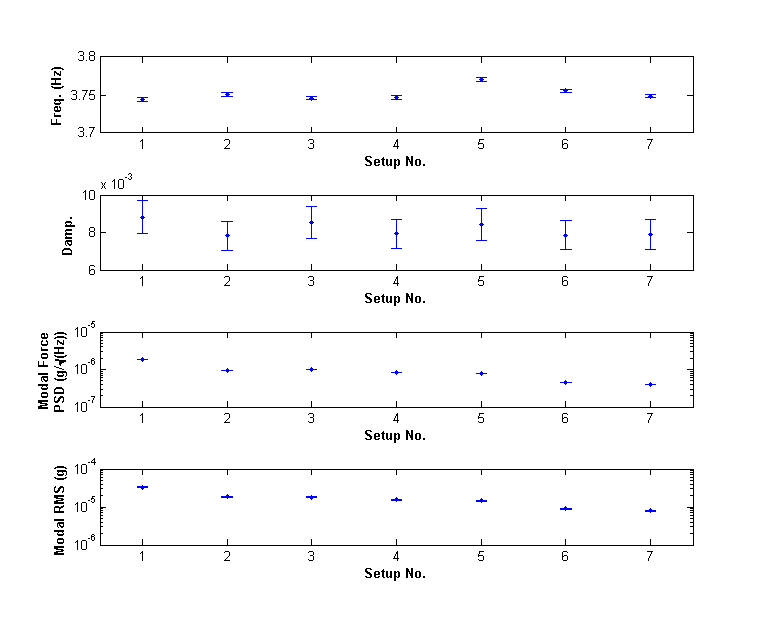 3.8
3.75
3.7
Freq. (Hz)
1 2 3 4 5 6 7
Setup No.
x 10^-3
10
8
6
Damp.
1 2 3 4 5 6 7
Setup No.
10^-5
10^-6
10^-7
Modal Force
PSD (g/√(Hz))
1 2 3 4 5 6 7
Setup No.
10^-4
10^-5
10^-6
Modal RMS (g)
1 2 3 4 5 6 7
Setup No.